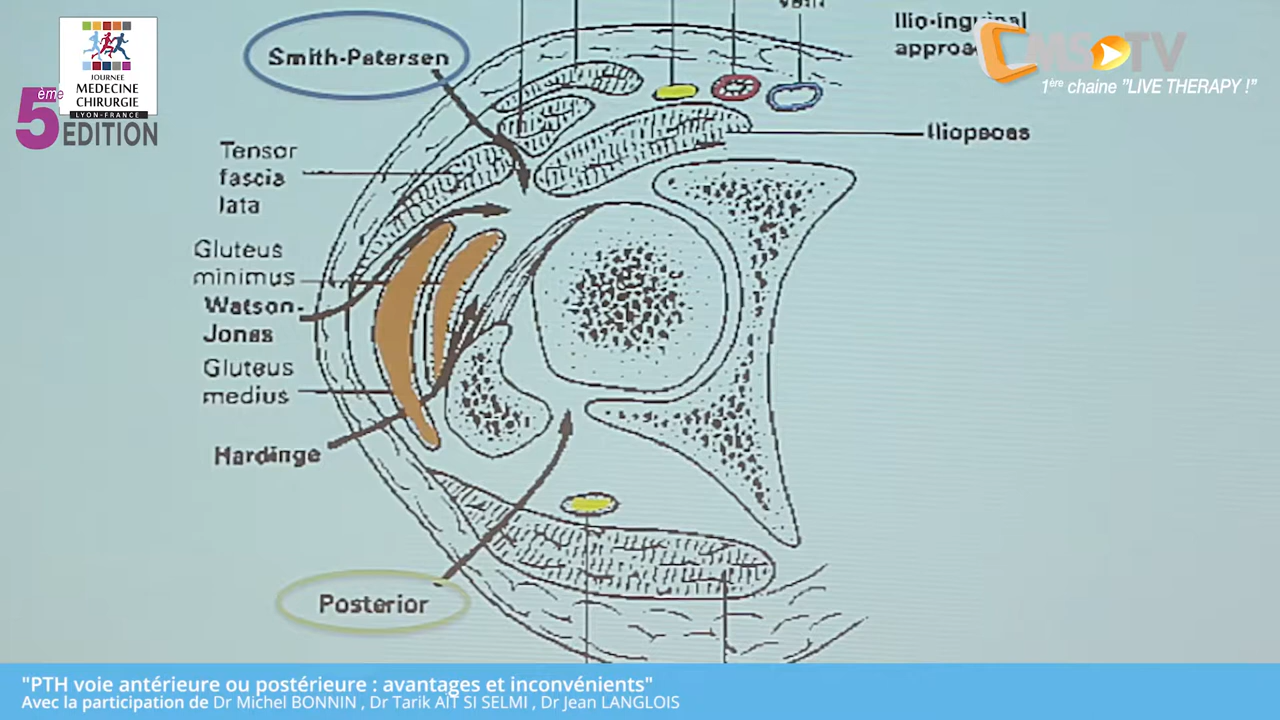 JOURNEE
MEDECINE
CHIRURGIE
LYON-FRANCE
5ème
EDITION
Smith-Petersen
Tensor
fascia
lata
Gluteus
minimus
Watson-
Jones
Gluteus
medius
Hardinge
Posterior
Ilio-inguinal
Iliopsoas
CMS TV
1ère chaine "LIVE THERAPY !"
"PTH voie antérieure ou postérieure : avantages et inconvénients"
Avec la participation de Dr Michel BONNIN , Dr Tarik AIT SI SELMI , Dr Jean LANGLOIS